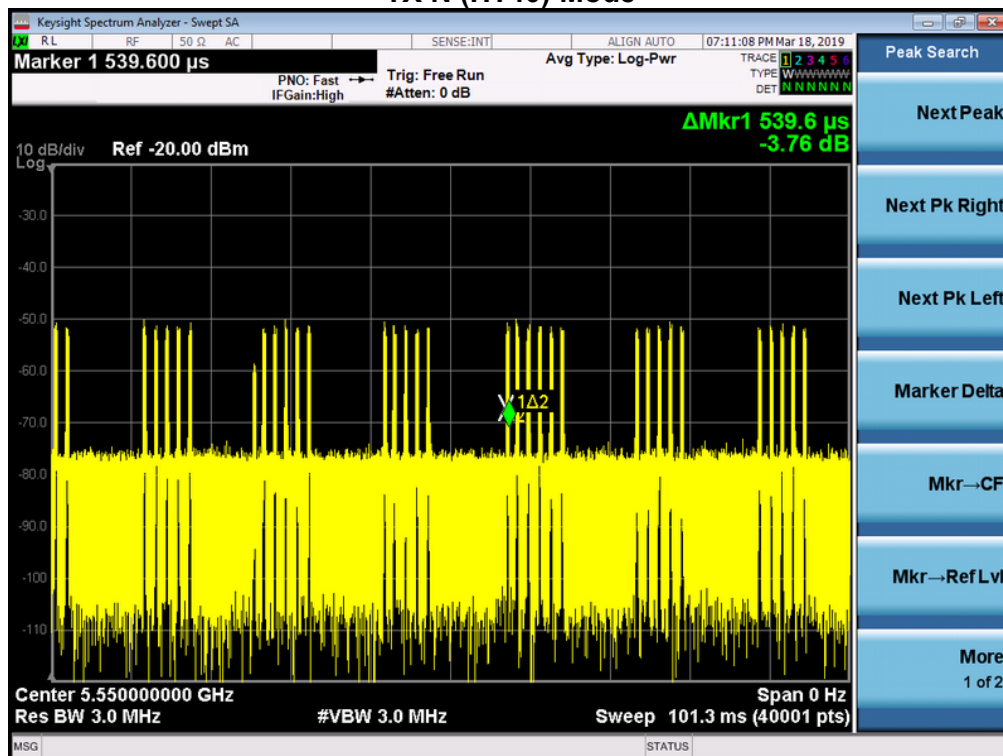 Keysight Spectrum Analyzer - Swept SA
LXI RL RF 50 Ω AC SENSE:INT ALIGN AUTO 07:11:08 PM Mar 18, 2019
Marker 1 539.600 µs
PNO: Fast
IFGain:High
Trig: Free Run
#Atten: 0 dB
Avg Type: Log-Pwr
TRACE 1 2 3 4 5 6
TYPE W
DET N N N N N N
ΔMkr1 539.6 µs
-3.76 dB
10 dB/div Ref -20.00 dBm
Log
-30.0
-40.0
-50.0
-60.0
-70.0
-80.0
-90.0
-100
-110
1Δ2
Center 5.550000000 GHz
Span 0 Hz
Res BW 3.0 MHz
#VBW 3.0 MHz
Sweep 101.3 ms (40001 pts)
MSG
STATUS
Peak Search
Next Peak
Next Pk Right
Next Pk Left
Marker Delta
Mkr→CF
Mkr→Ref Lvl
More
1 of 2